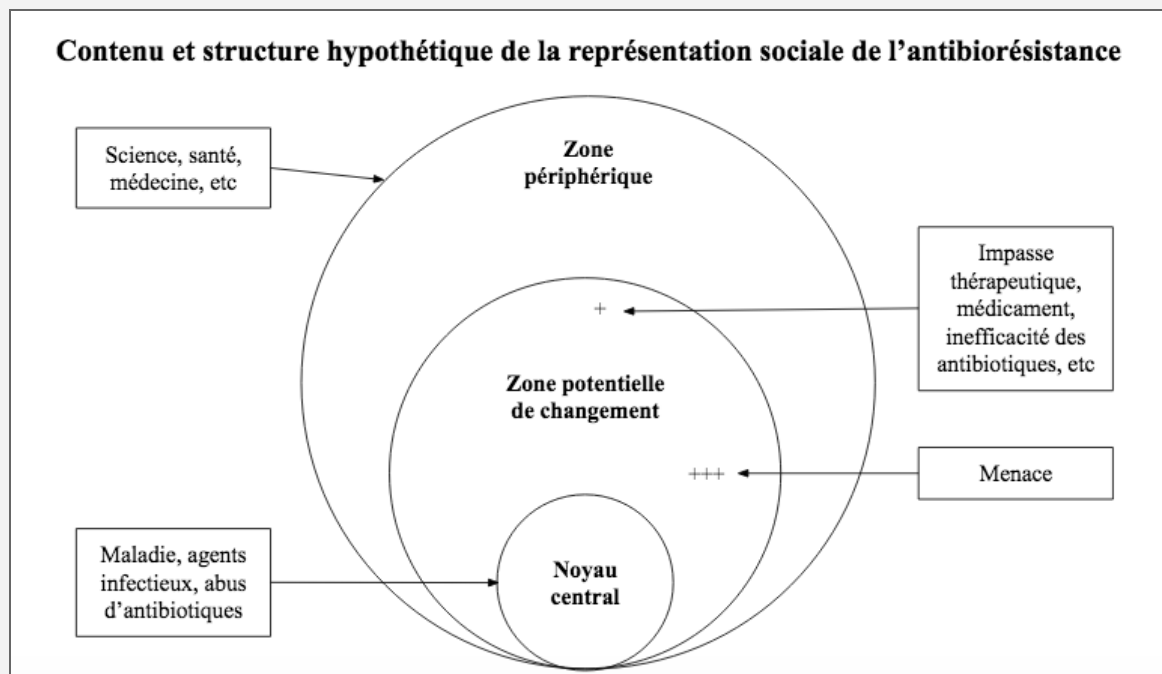 Contenu et structure hypothétique de la représentation sociale de l'antibiorésistance
Science, santé,
médecine, etc
Zone
périphérique
Impasse
thérapeutique,
médicament,
inefficacité des
antibiotiques, etc
+
Zone potentielle
de changement
+++
Menace
Maladie, agents
infectieux, abus
d'antibiotiques
Noyau
central